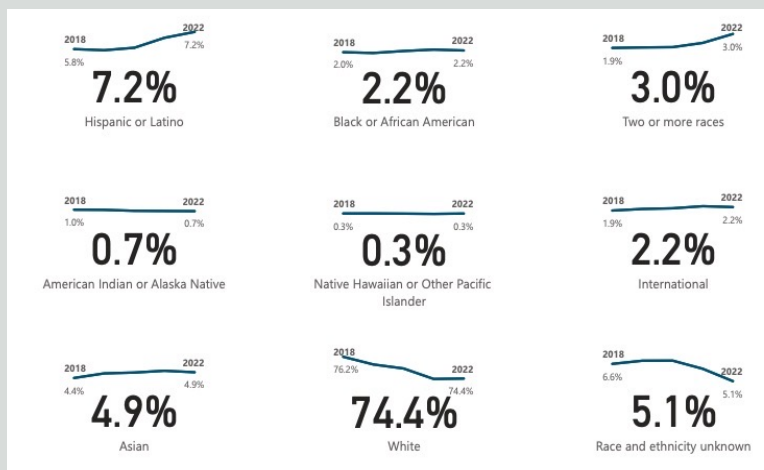 2018 2022
5.8% 7.2%
7.2%
Hispanic or Latino
2018 2022
2.0% 2.2%
2.2%
Black or African American
2018 2022
1.9% 3.0%
3.0%
Two or more races
2018 2022
1.0% 0.7%
0.7%
American Indian or Alaska Native
2018 2022
0.3% 0.3%
0.3%
Native Hawaiian or Other Pacific
Islander
2018 2022
1.9% 2.2%
2.2%
International
2018 2022
4.4% 4.9%
4.9%
Asian
2018 2022
76.2% 74.4%
74.4%
White
2018 2022
6.6% 5.1%
5.1%
Race and ethnicity unknown